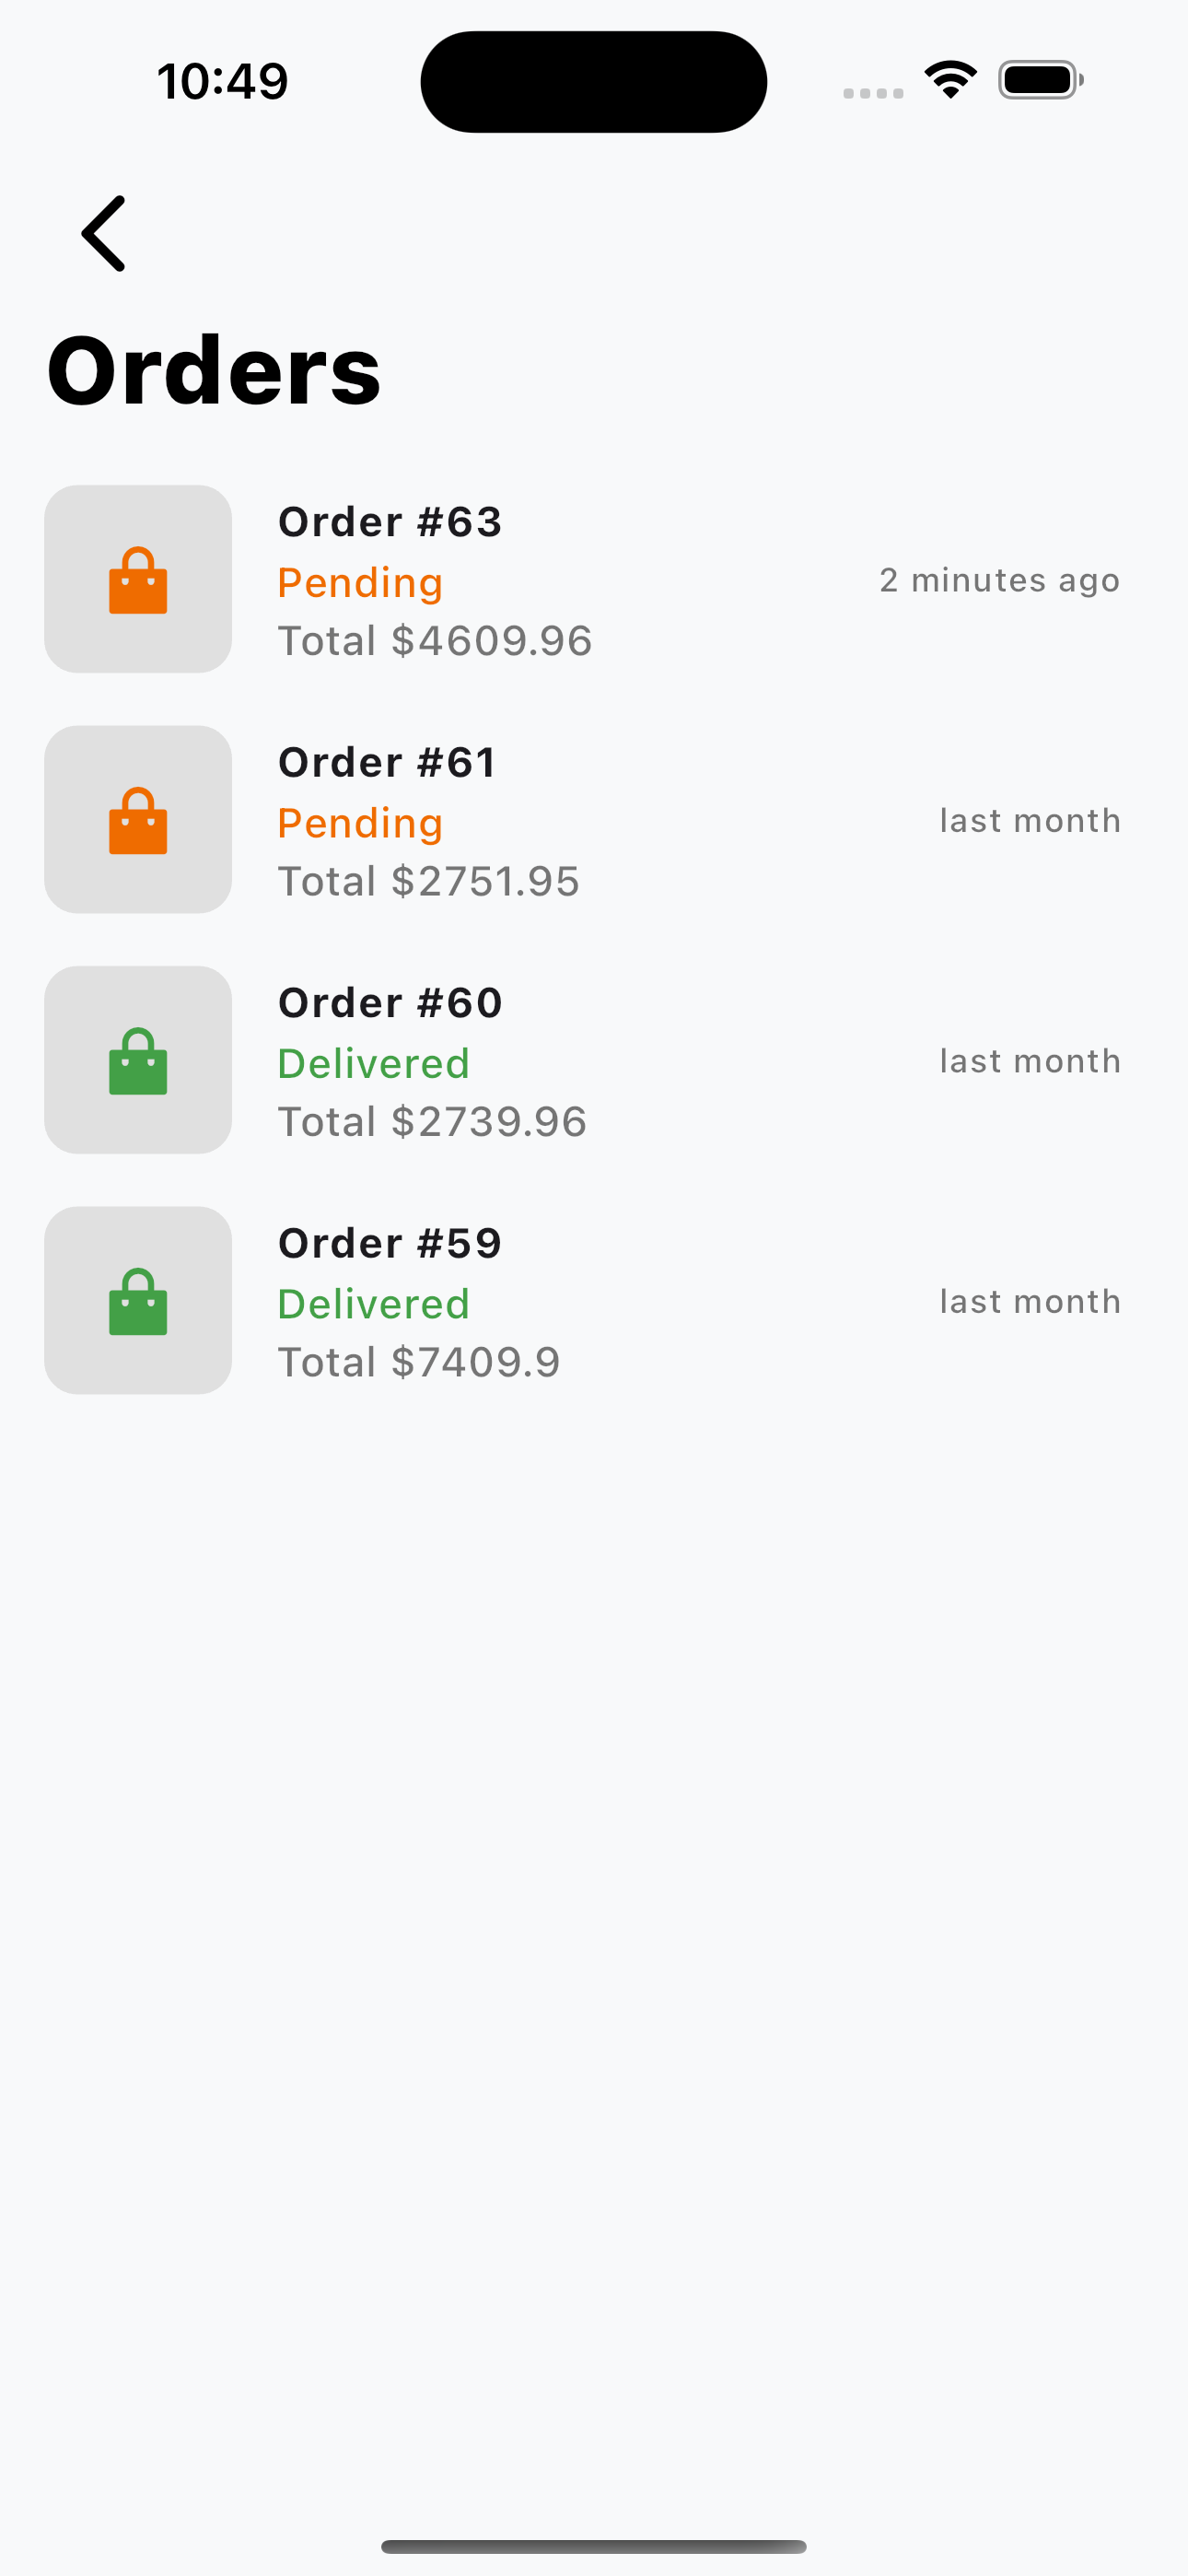 10:49
Orders
Order #63
Pending
2 minutes ago
Total $4609.96
Order #61
Pending
last month
Total $2751.95
Order #60
Delivered
last month
Total $2739.96
Order #59
Delivered
last month
Total $7409.9